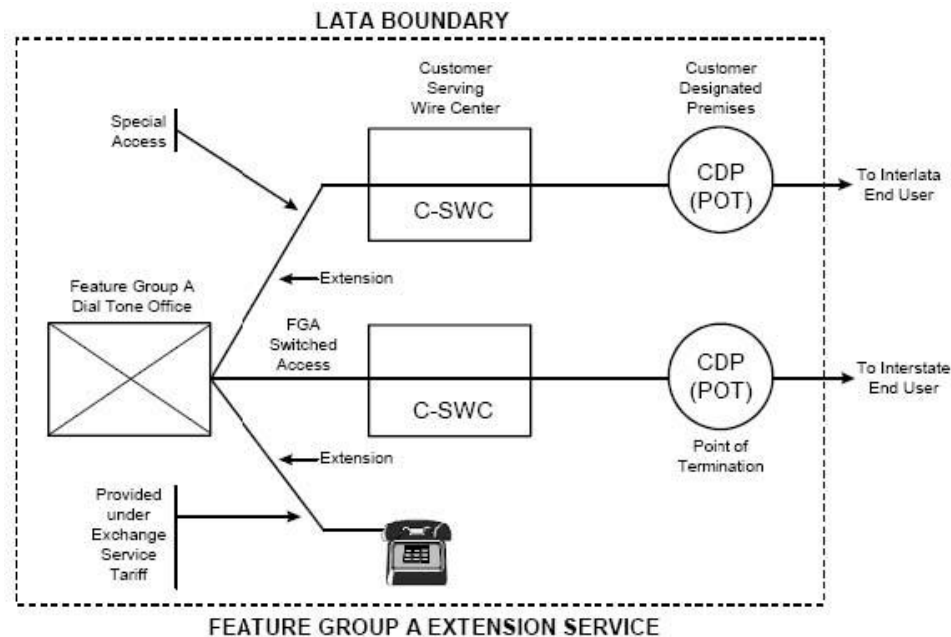 LATA BOUNDARY
Customer
Serving
Wire Center
Customer
Designated
Premises
Special
Access
CDP
(POT)
To Interlata
End User
C-SWC
Extension
Feature Group A
Dial Tone Office
FGA
Switched
Access
CDP
(POT)
To Interstate
End User
C-SWC
Extension
Point of
Termination
Provided
under
Exchange
Service
Tariff
FEATURE GROUP A EXTENSION SERVICE